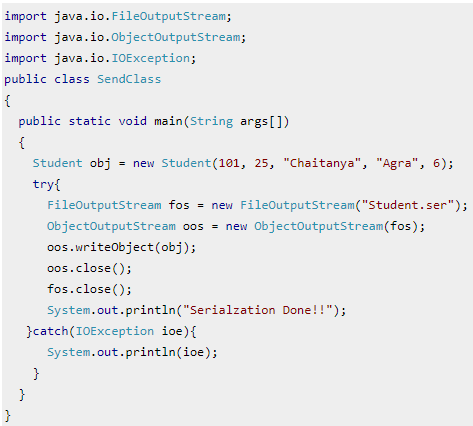 import java.io.FileOutputStream;
import java.io.ObjectOutputStream;
import java.io.IOException;
public class SendClass
{
  public static void main(String args[])
  {
    Student obj = new Student(101, 25, "Chaitanya", "Agra", 6);
    try{
      FileOutputStream fos = new FileOutputStream("Student.ser");
      ObjectOutputStream oos = new ObjectOutputStream(fos);
      oos.writeObject(obj);
      oos.close();
      fos.close();
      System.out.println("Serialzation Done!!");
   }catch(IOException ioe){
      System.out.println(ioe);
    }
  }
}